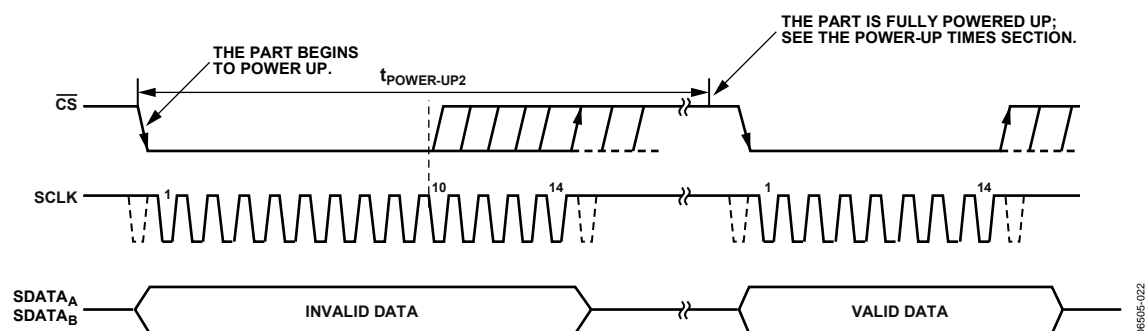 THE PART IS FULLY POWERED UP;
SEE THE POWER-UP TIMES SECTION.
THE PART BEGINS
TO POWER UP.
tPOWER-UP2
CS
SCLK
1
10
14
1
14
SDATAA
SDATAB
INVALID DATA
VALID DATA
06505-022